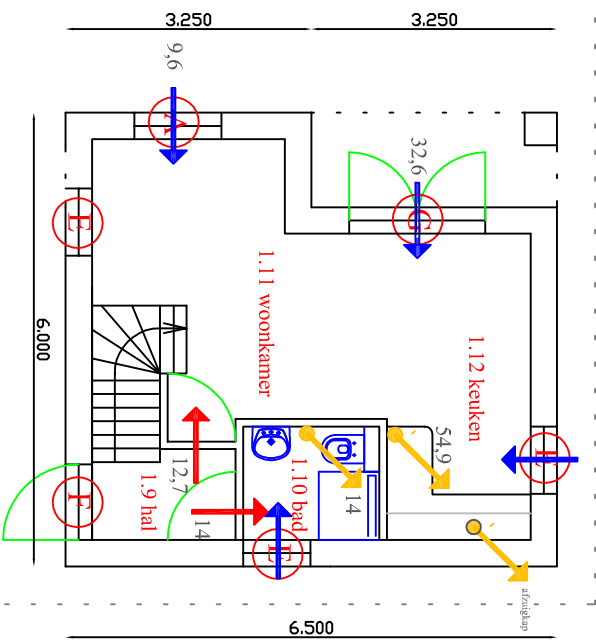 3.250
3.250
9,6
32,6
A
G
E
1.11 woonkamer
6.000
1.12 keuken
54,9
E
12,7
1.9 hal
14
1.10 bad
14
F
E
afzuigkap
6.500